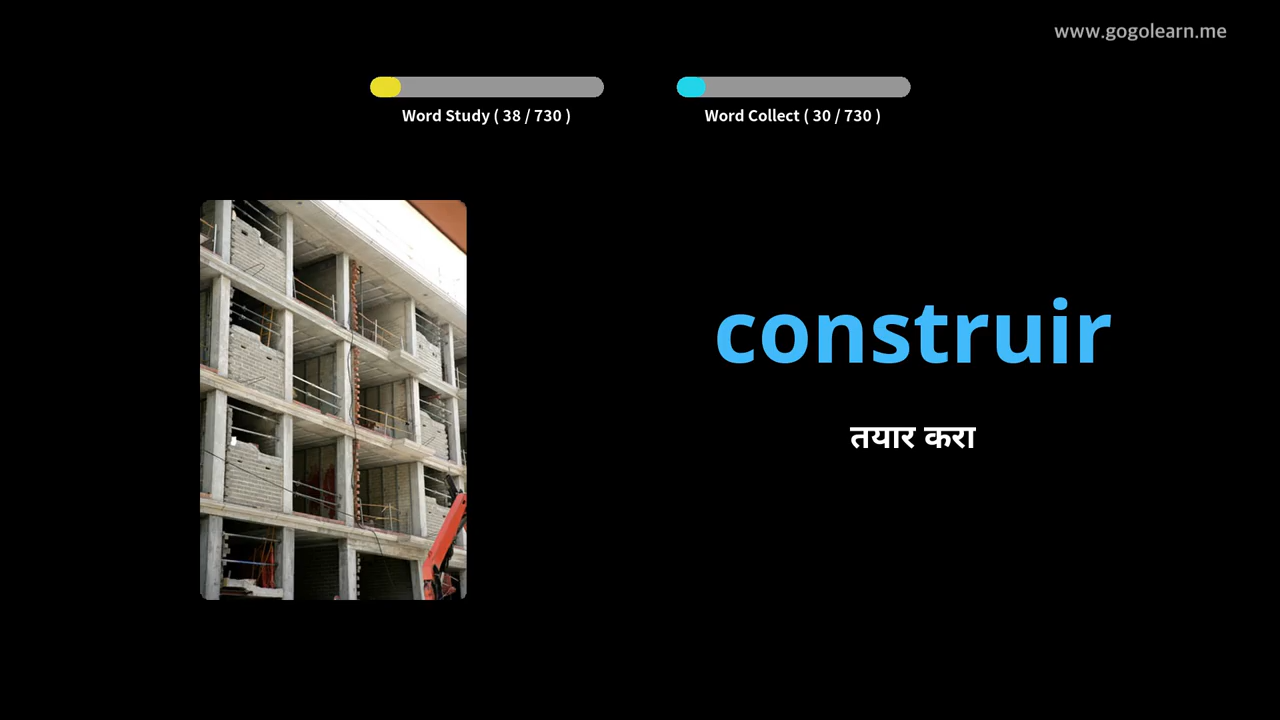 www.gogolearn.me
Word Study ( 38 / 730 )
Word Collect ( 30 / 730 )
construir
तयार करा